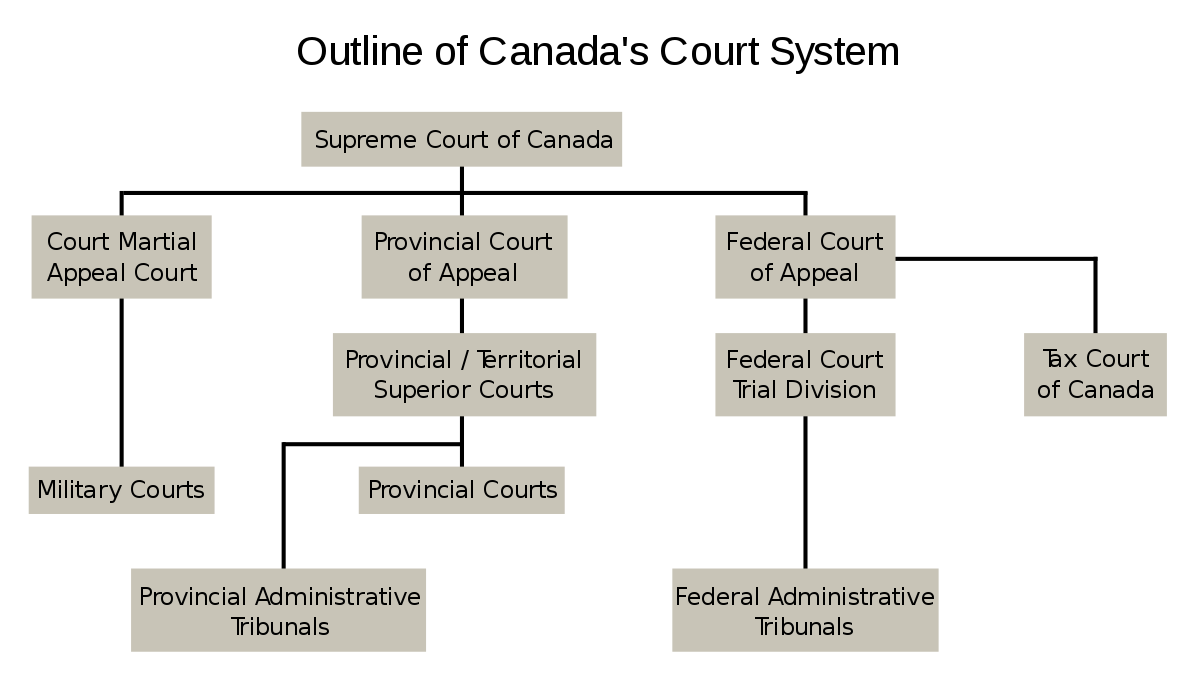 Outline of Canada's Court System
Supreme Court of Canada
Court Martial
Appeal Court
Provincial Court
of Appeal
Federal Court
of Appeal
Provincial / Territorial
Superior Courts
Federal Court
Trial Division
Tax Court
of Canada
Military Courts
Provincial Courts
Provincial Administrative
Tribunals
Federal Administrative
Tribunals